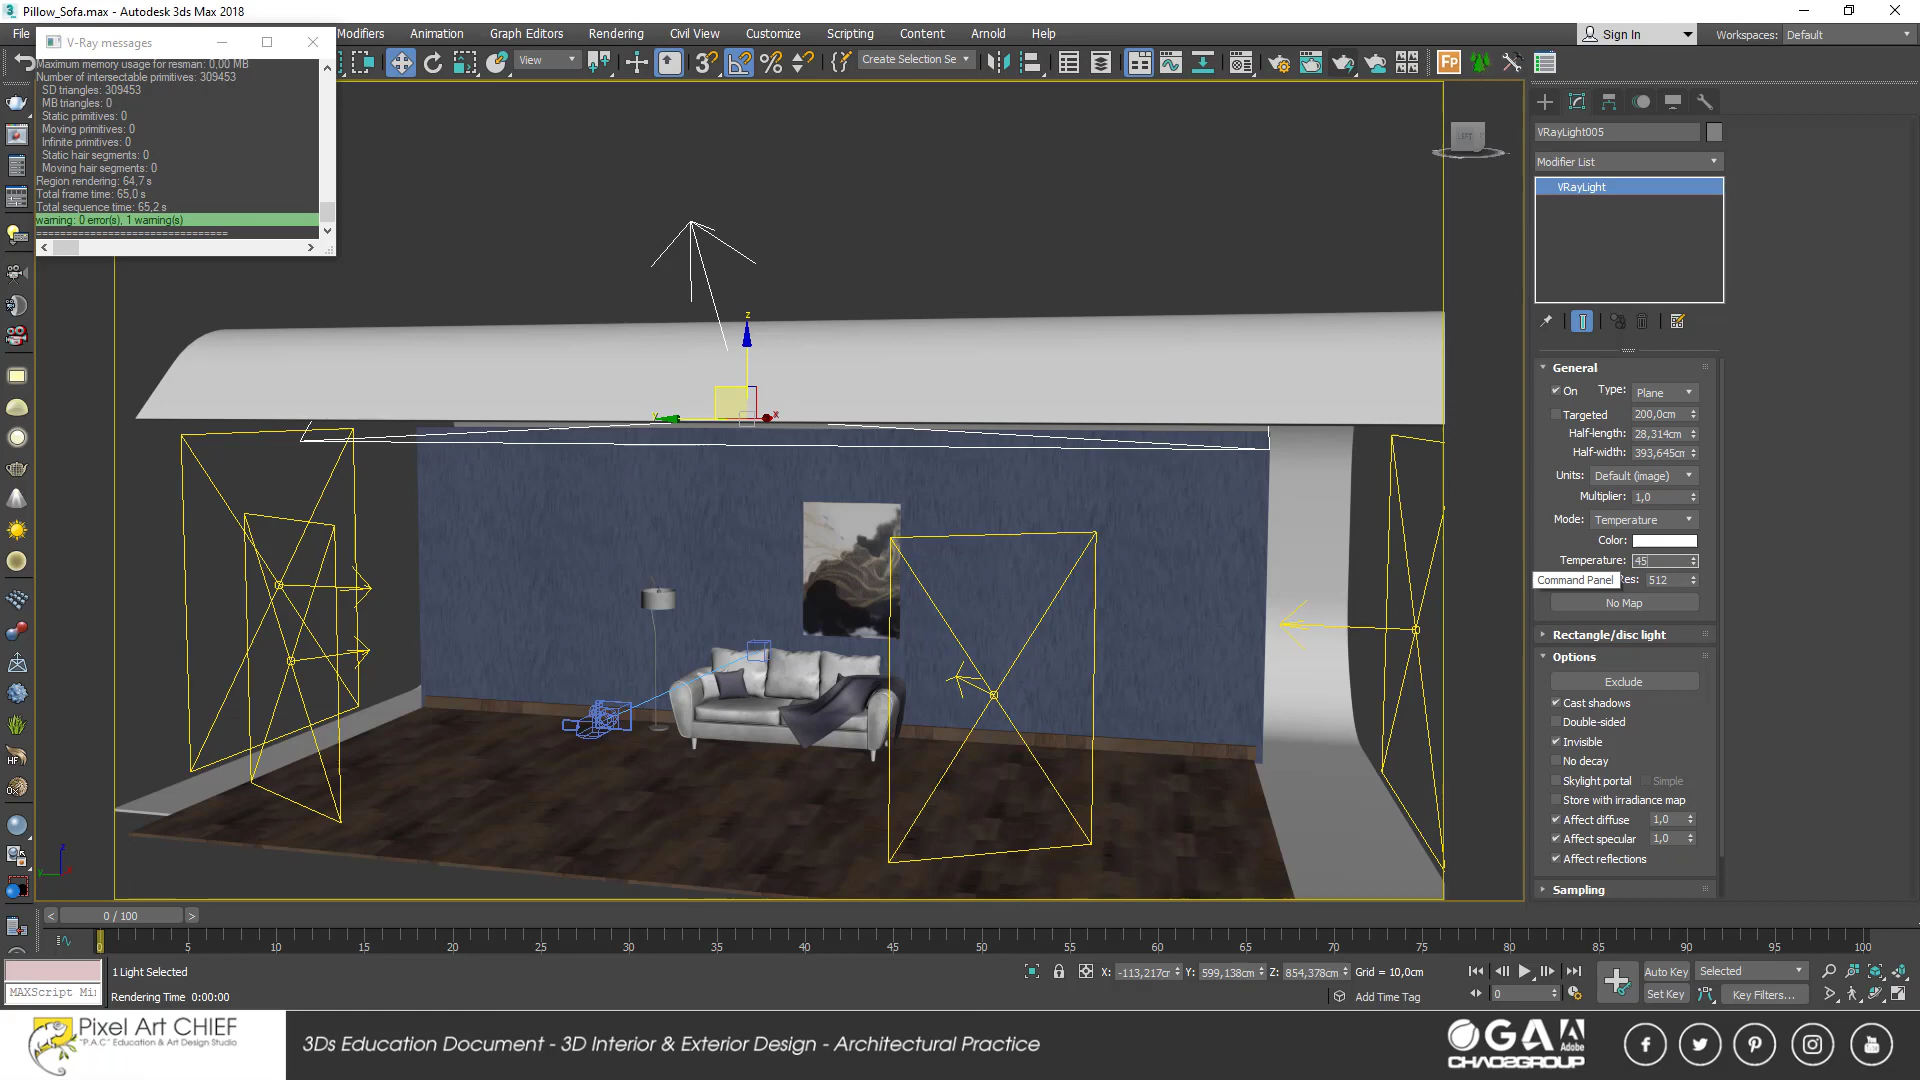 Pillow_Sofa.max - Autodesk 3ds Max 2018
File
Modifiers
Animation
Graph Editors
Rendering
Civil View
Customize
Scripting
Content
Arnold
Help
Sign In
Workspaces: Default
V-Ray messages
Maximum memory usage for resman: 0,00 MB
Number of intersectable primitives: 309453
SD triangles: 309453
MB triangles: 0
Static primitives: 0
Moving primitives: 0
Infinite primitives: 0
Static hair segments: 0
Moving hair segments: 0
Region rendering: 64,7 s
Total frame time: 65,0 s
Total sequence time: 65,2 s
warning: 0 error(s), 1 warning(s)
==============================
View
Create Selection Se
Fp
LEFT
z
y
x
VRayLight005
Modifier List
VRayLight
General
On Type: Plane
Targeted 200,0cm
Half-length: 28,314cm
Half-width: 393,645cm
Units: Default (image)
Multiplier: 1,0
Mode: Temperature
Color:
Temperature: 45
Command Panel
Res: 512
No Map
Rectangle/disc light
Options
Exclude
Cast shadows
Double-sided
Invisible
No decay
Skylight portal Simple
Store with irradiance map
Affect diffuse 1,0
Affect specular 1,0
Affect reflections
Sampling
0 / 100
0 5 10 15 20 25 30 35 40 45 50 55 60 65 70 75 80 85 90 95 100
1 Light Selected
X: -113,217cr Y: 599,138cm Z: 854,378cm Grid = 10,0cm
Auto Key
Selected
MAXScript Mi
Rendering Time 0:00:00
Add Time Tag
0
Set Key
Key Filters...
Pixel Art CHIEF
"P.A.C" Education & Art Design Studio
3Ds Education Document - 3D Interior & Exterior Design - Architectural Practice
OGA
Adobe
CHAOSGROUP
You
Tube